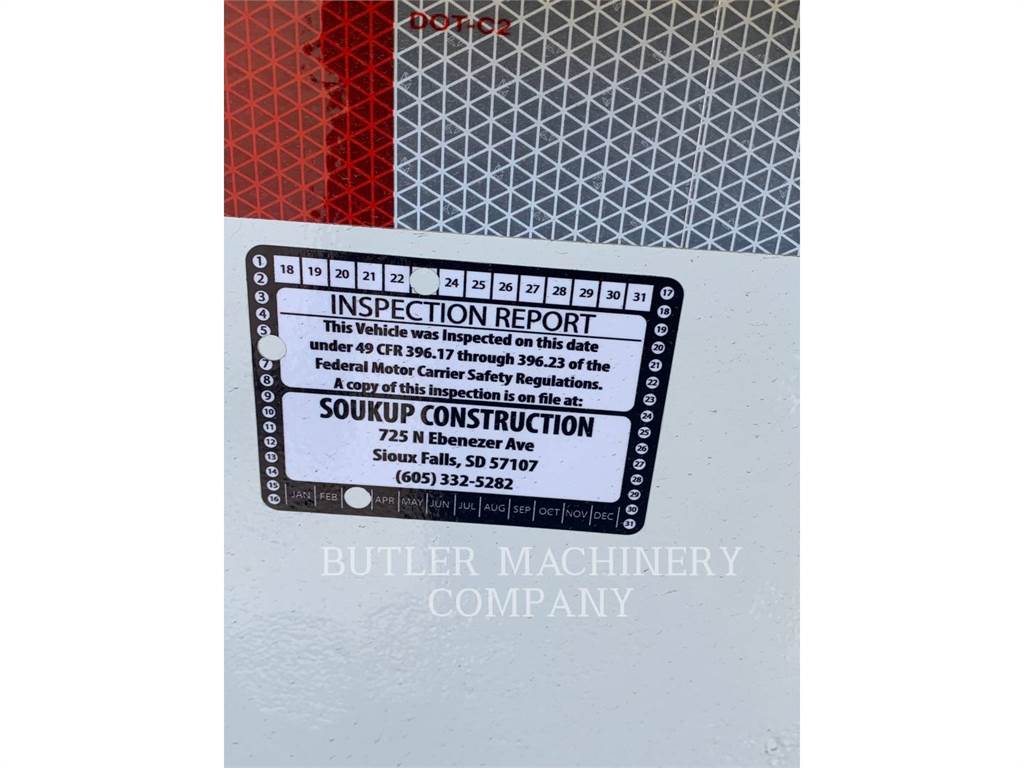 DOT-C2
18 19 20 21 22 24 25 26 27 28 29 30 31
INSPECTION REPORT
This Vehicle was Inspected on this date
under 49 CFR 396.17 through 396.23 of the
Federal Motor Carrier Safety Regulations.
A copy of this inspection is on file at:
SOUKUP CONSTRUCTION
725 N Ebenezer Ave
Sioux Falls, SD 57107
(605) 332-5282
JAN FEB APR MAY JUN JUL AUG SEP OCT NOV DEC
1
2
3
4
5
7
8
9
10
11
12
13
14
15
16
17
18
19
20
21
22
23
24
25
26
27
28
29
30
31
BUTLER MACHINERY
COMPANY